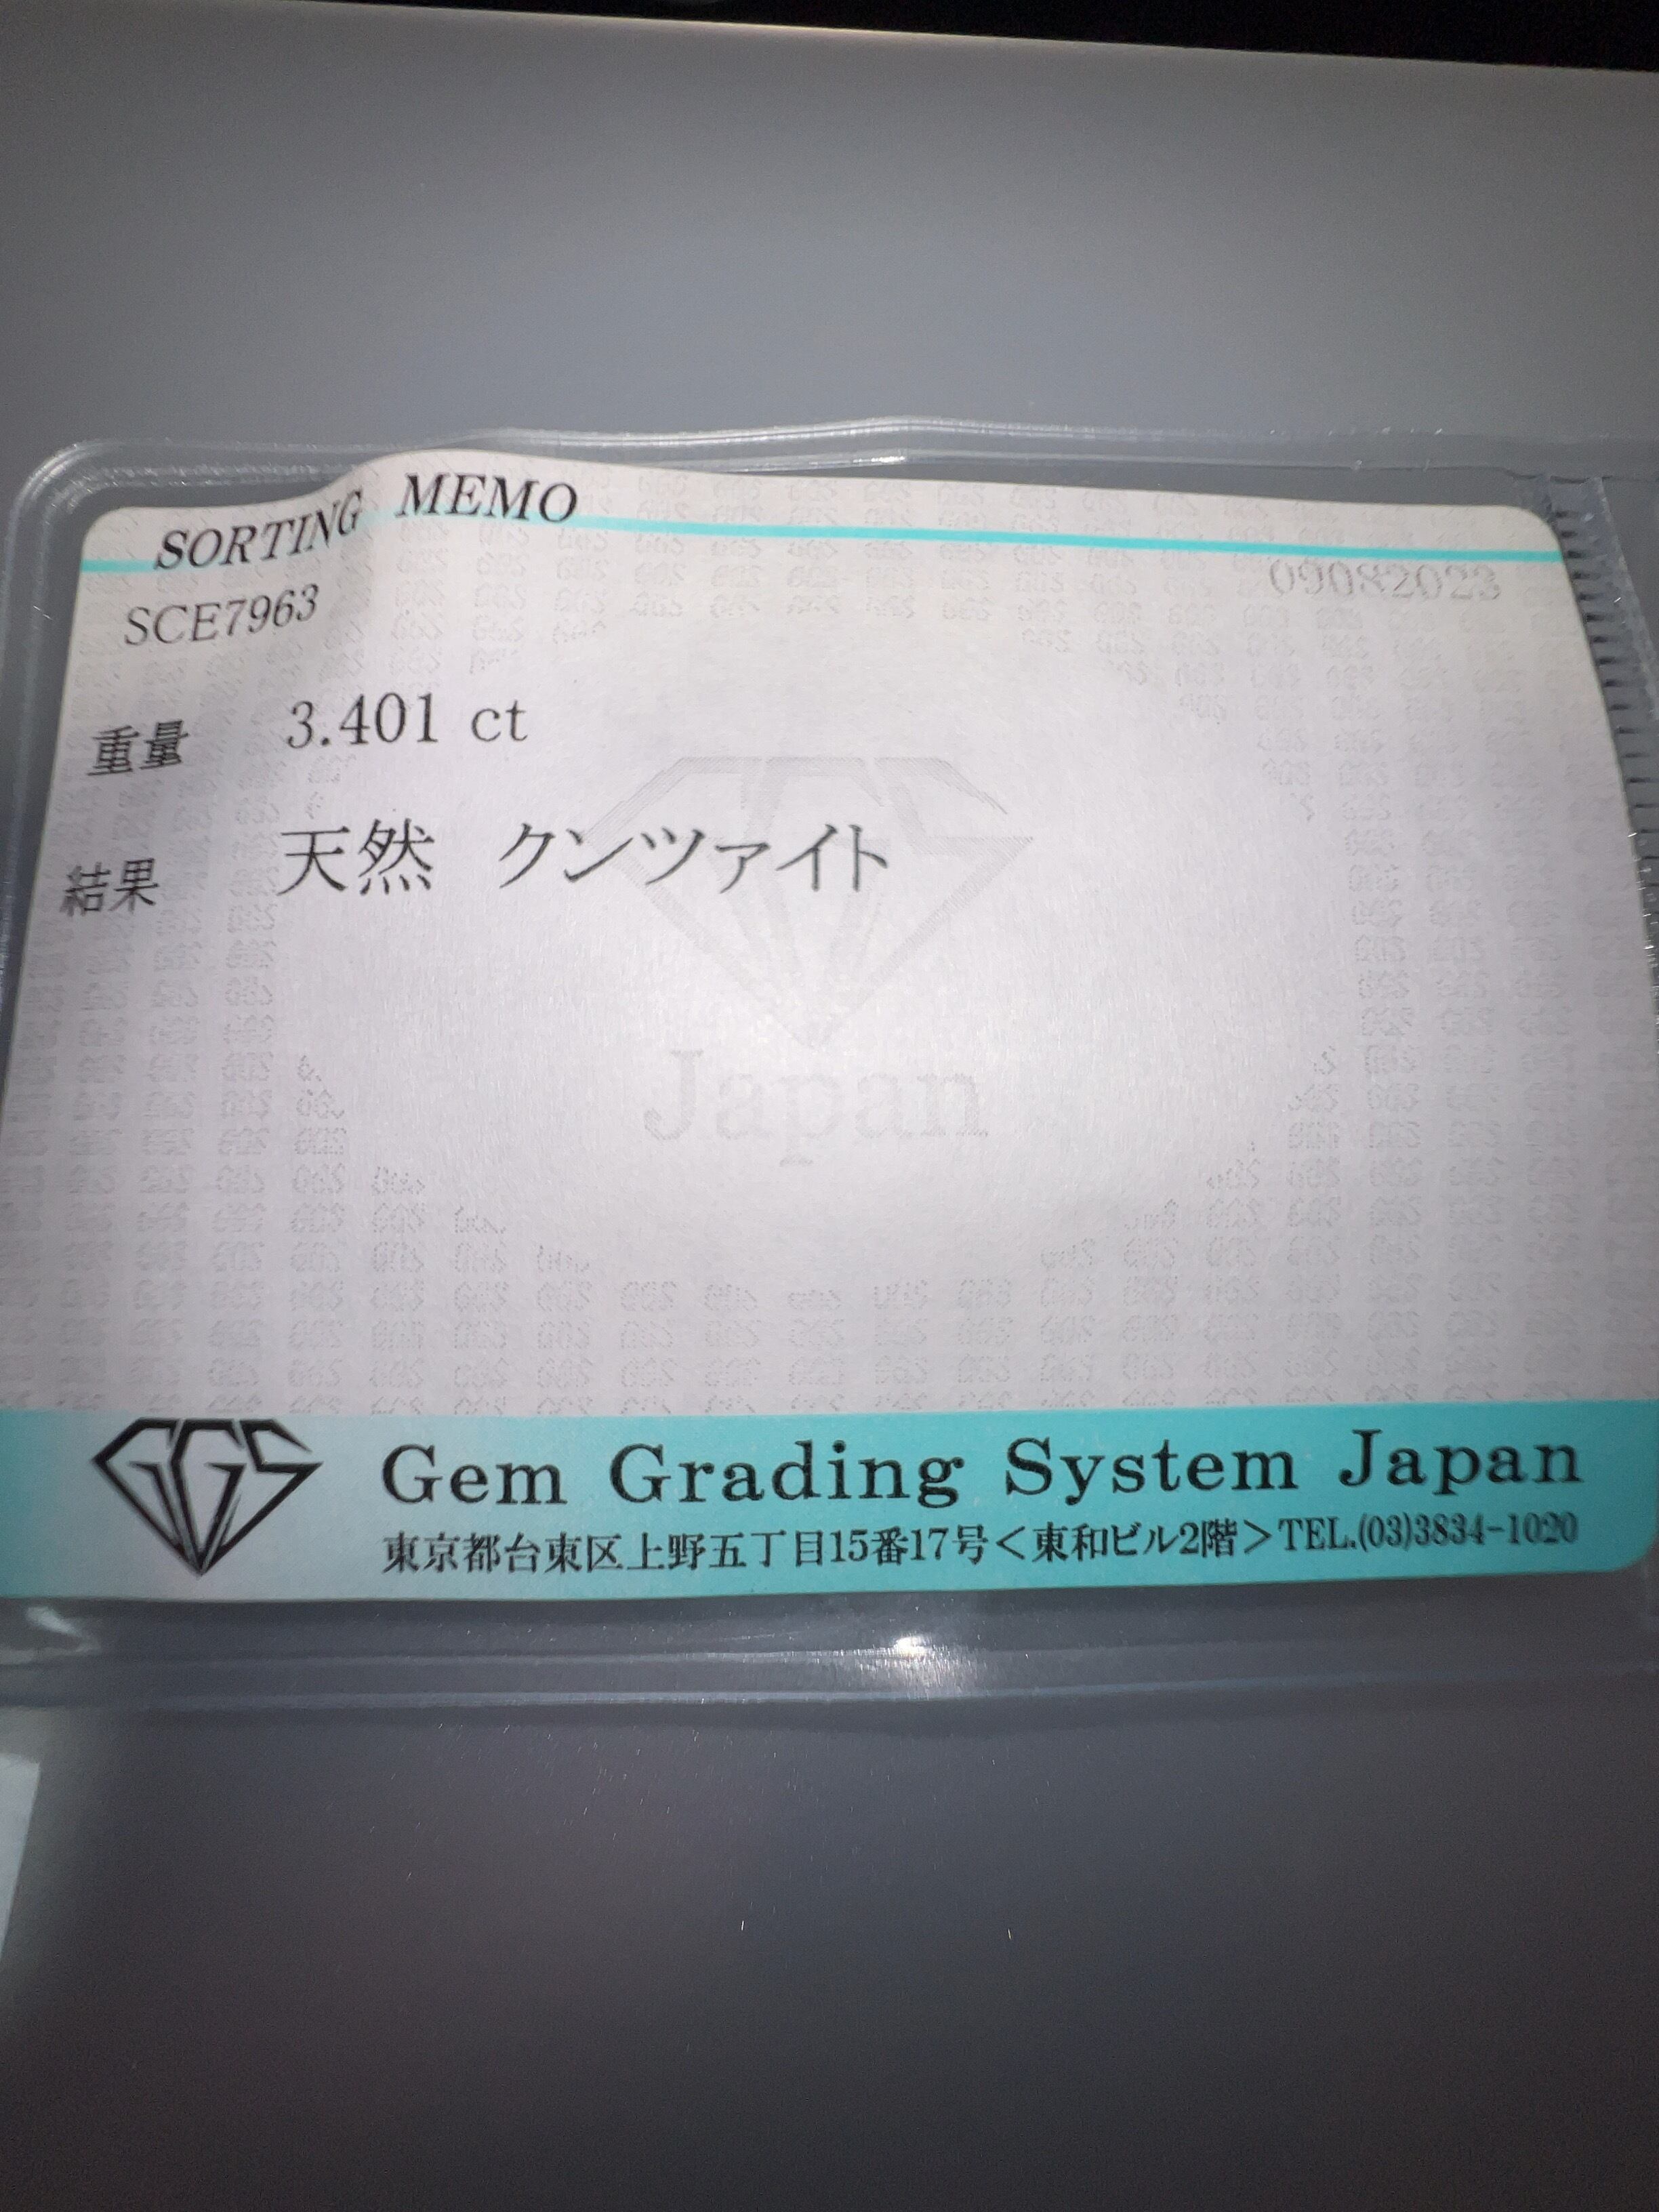 SORTING MEMO
SCE7963 09082023
重量 3.401 ct
結果 天然 クンツァイト
GGS
Japan
GGS Gem Grading System Japan
東京都台東区上野五丁目15番17号<東和ビル2階>TEL.(03)3834-1020